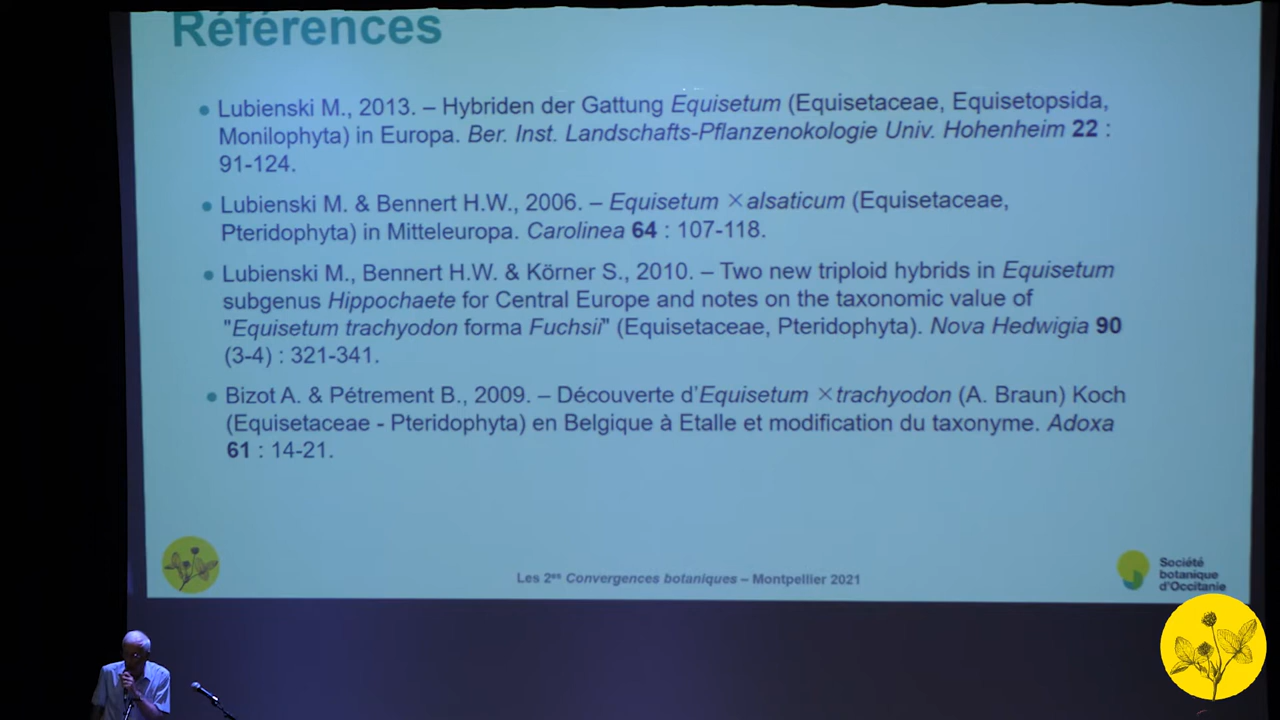 Références
• Lubienski M., 2013. – Hybriden der Gattung Equisetum (Equisetaceae, Equisetopsida,
Monilophyta) in Europa. Ber. Inst. Landschafts-Pflanzenokologie Univ. Hohenheim 22 :
91-124.
• Lubienski M. & Bennert H.W., 2006. – Equisetum ×alsaticum (Equisetaceae,
Pteridophyta) in Mitteleuropa. Carolinea 64 : 107-118.
• Lubienski M., Bennert H.W. & Körner S., 2010. – Two new triploid hybrids in Equisetum
subgenus Hippochaete for Central Europe and notes on the taxonomic value of
"Equisetum trachyodon forma Fuchsii" (Equisetaceae, Pteridophyta). Nova Hedwigia 90
(3-4) : 321-341.
• Bizot A. & Pétrement B., 2009. – Découverte d'Equisetum ×trachyodon (A. Braun) Koch
(Equisetaceae - Pteridophyta) en Belgique à Etalle et modification du taxonyme. Adoxa
61 : 14-21.
Les 2es Convergences botaniques – Montpellier 2021
Société
botanique
d'Occitanie